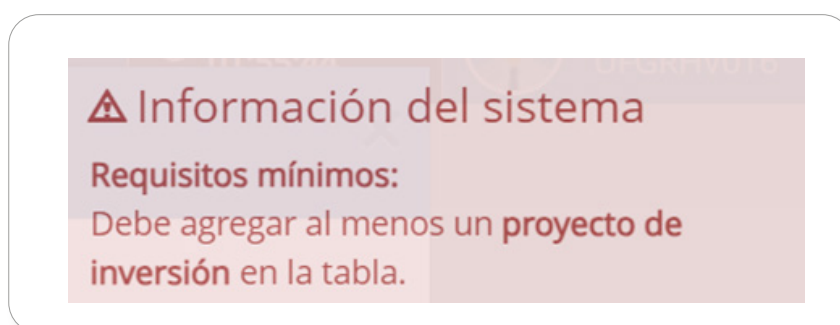 Información del sistema
Requisitos mínimos:
Debe agregar al menos un proyecto de
inversión en la tabla.